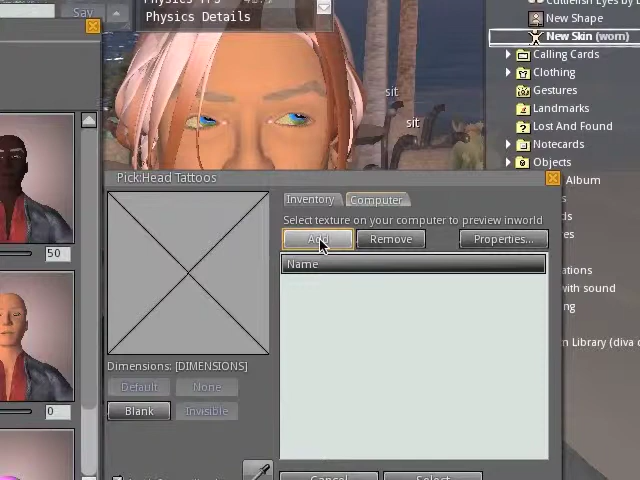 Say
Physics Details
New Shape
New Skin (worn)
Calling Cards
Clothing
Gestures
Landmarks
Lost And Found
Notecards
Objects
Album
sit
sit
Pick:Head Tattoos
Inventory
Computer
Select texture on your computer to preview inworld
Add
Remove
Properties...
Name
50
with sound
n Library (diva c
Dimensions: [DIMENSIONS]
Default
None
Blank
Invisible
0
Cancel
Select